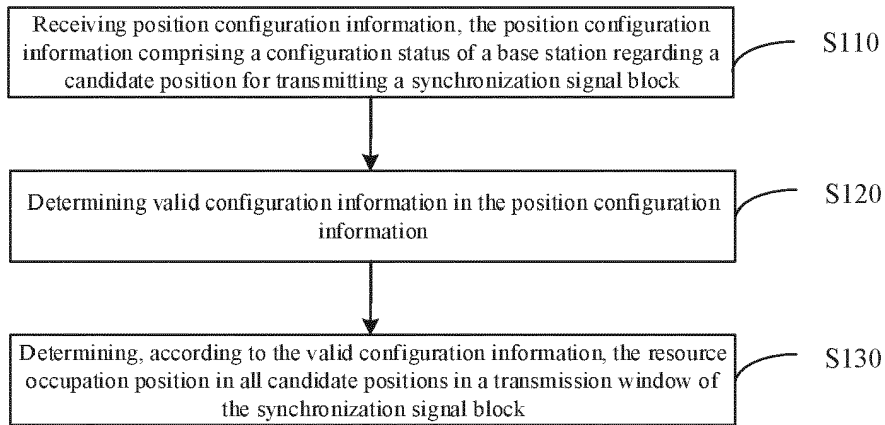 Receiving position configuration information, the position configuration
information comprising a configuration status of a base station regarding a
candidate position for transmitting a synchronization signal block
S110
Determining valid configuration information in the position configuration
information
S120
Determining, according to the valid configuration information, the resource
occupation position in all candidate positions in a transmission window of
the synchronization signal block
S130